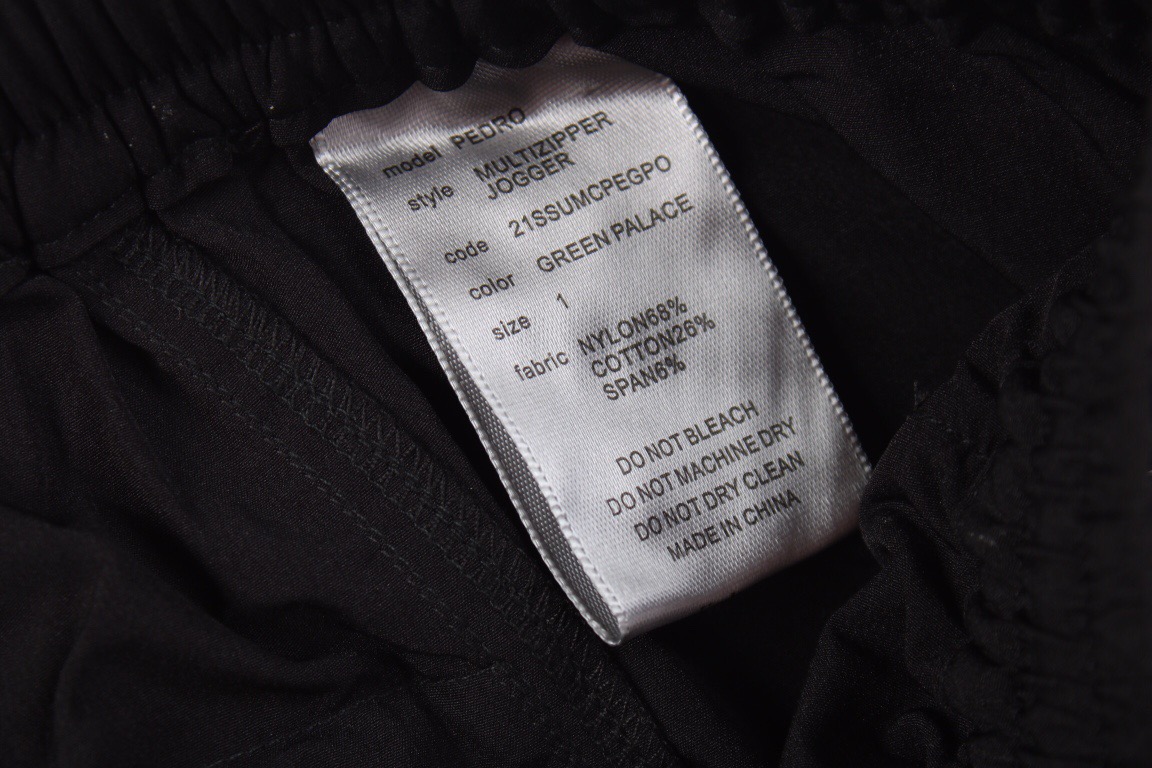 model PEDRO
style MULTIZIPPER
JOGGER
code 21SSUMCPEGPO
color GREEN PALACE
size 1
fabric NYLON68%
COTTON26%
SPAN6%
DO NOT BLEACH
DO NOT MACHINE DRY
DO NOT DRY CLEAN
MADE IN CHINA